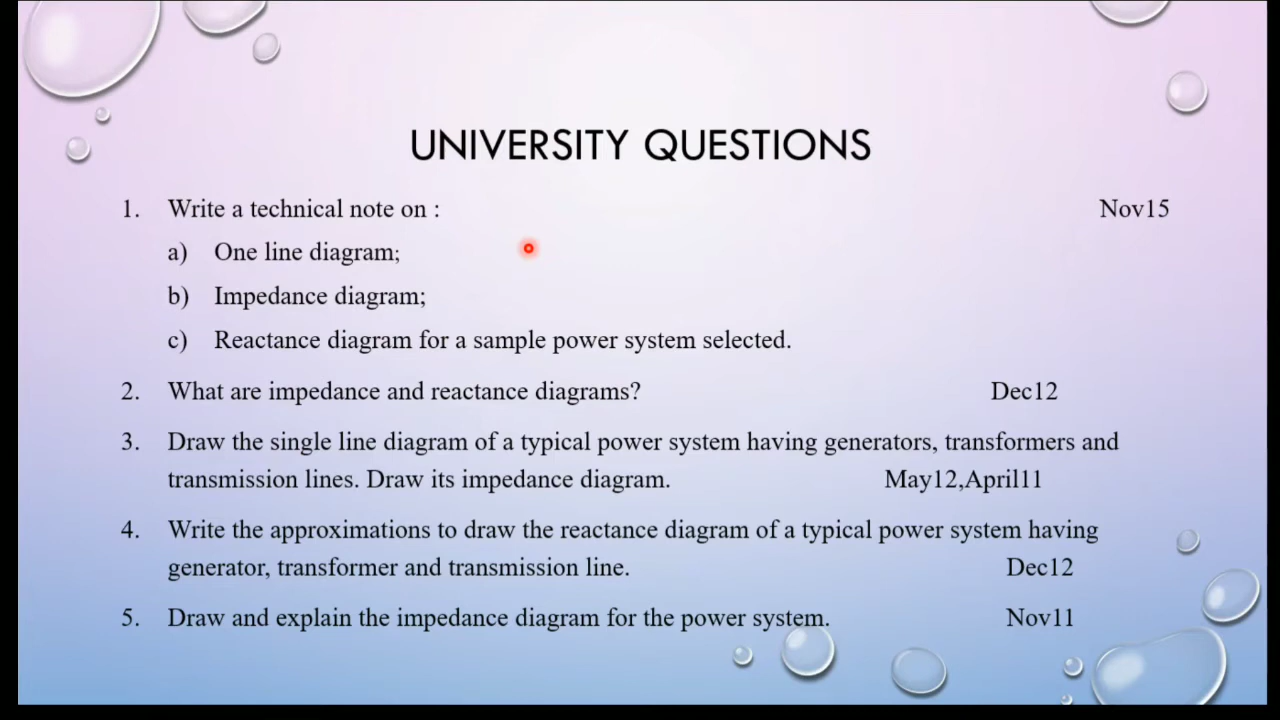 UNIVERSITY QUESTIONS
1. Write a technical note on : Nov15
a) One line diagram;
b) Impedance diagram;
c) Reactance diagram for a sample power system selected.
2. What are impedance and reactance diagrams? Dec12
3. Draw the single line diagram of a typical power system having generators, transformers and
transmission lines. Draw its impedance diagram. May12,April11
4. Write the approximations to draw the reactance diagram of a typical power system having
generator, transformer and transmission line. Dec12
5. Draw and explain the impedance diagram for the power system. Nov11